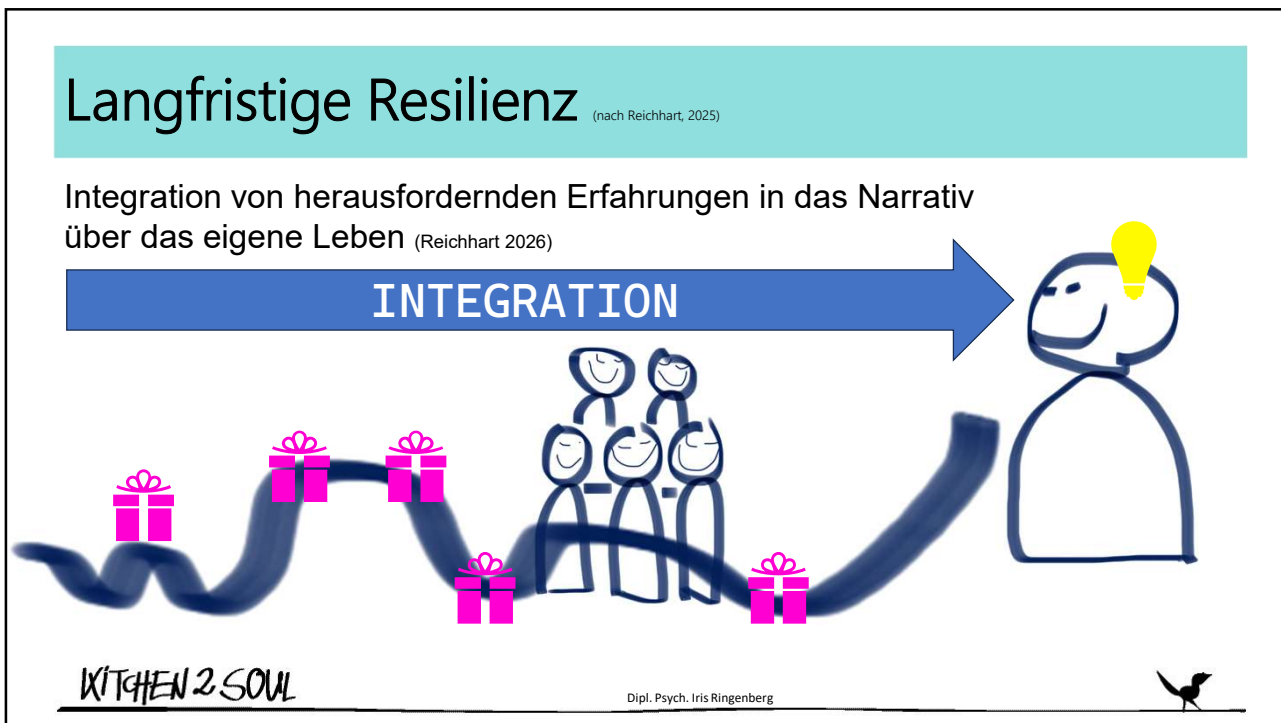 Langfristige Resilienz (nach Reichhart, 2025)
Integration von herausfordernden Erfahrungen in das Narrativ
über das eigene Leben (Reichhart 2026)
INTEGRATION
KiTCHEN 2 SOUL
Dipl. Psych. Iris Ringenberg